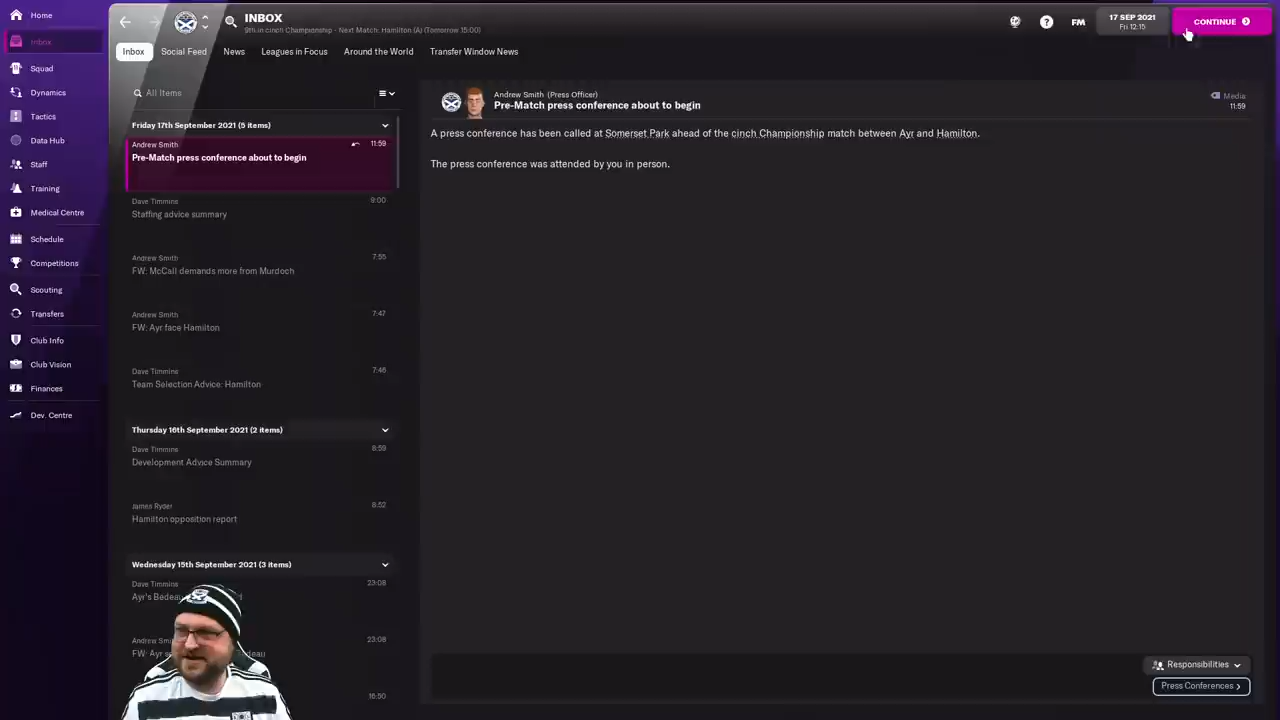 Home
Inbox
Squad
Dynamics
Tactics
Data Hub
Staff
Training
Medical Centre
Schedule
Competitions
Scouting
Transfers
Club Info
Club Vision
Finances
Dev. Centre
INBOX
9th in cinch Championship - Next Match: Hamilton (A) (Tomorrow 15:00)
FM
17 SEP 2021
Fri 12:15
CONTINUE
Inbox
Social Feed
News
Leagues in Focus
Around the World
Transfer Window News
All Items
Friday 17th September 2021 (5 items)
Andrew Smith
11:59
Pre-Match press conference about to begin
Dave Timmins
9:00
Staffing advice summary
Andrew Smith
7:55
FW: McCall demands more from Murdoch
Andrew Smith
7:47
FW: Ayr face Hamilton
Dave Timmins
7:46
Team Selection Advice: Hamilton
Thursday 16th September 2021 (2 items)
Dave Timmins
8:59
Development Advice Summary
James Ryder
8:52
Hamilton opposition report
Wednesday 15th September 2021 (3 items)
Dave Timmins
23:08
Ayr's Bedeau
Andrew
23:08
FW: Ayr
16:50
Andrew Smith (Press Officer)
Pre-Match press conference about to begin
Media
11:59
A press conference has been called at Somerset Park ahead of the cinch Championship match between Ayr and Hamilton.
The press conference was attended by you in person.
Responsibilities
Press Conferences